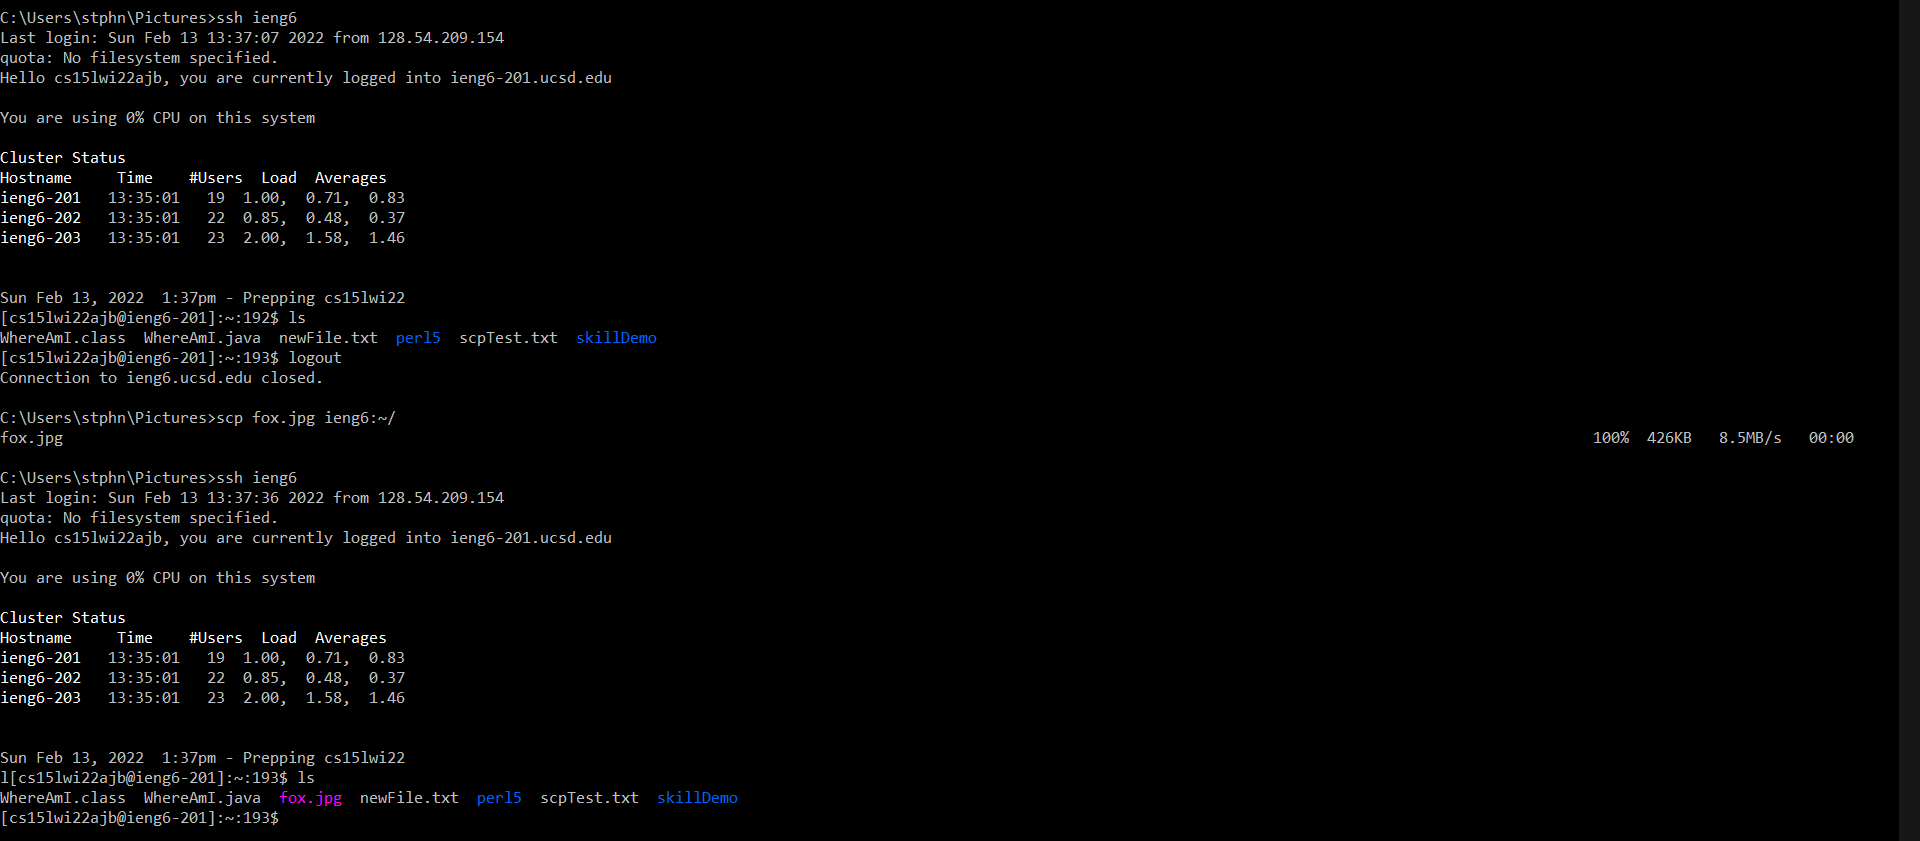 C:\Users\stphn\Pictures>ssh ieng6
Last login: Sun Feb 13 13:37:07 2022 from 128.54.209.154
quota: No filesystem specified.
Hello cs15lwi22ajb, you are currently logged into ieng6-201.ucsd.edu

You are using 0% CPU on this system

Cluster Status
Hostname     Time    #Users  Load  Averages
ieng6-201   13:35:01   19  1.00,  0.71,  0.83
ieng6-202   13:35:01   22  0.85,  0.48,  0.37
ieng6-203   13:35:01   23  2.00,  1.58,  1.46

Sun Feb 13, 2022  1:37pm - Prepping cs15lwi22
[cs15lwi22ajb@ieng6-201]:~:192$ ls
WhereAmI.class  WhereAmI.java  newFile.txt  perl5  scpTest.txt  skillDemo
[cs15lwi22ajb@ieng6-201]:~:193$ logout
Connection to ieng6.ucsd.edu closed.

C:\Users\stphn\Pictures>scp fox.jpg ieng6:~/
fox.jpg                                  100%  426KB   8.5MB/s   00:00

C:\Users\stphn\Pictures>ssh ieng6
Last login: Sun Feb 13 13:37:36 2022 from 128.54.209.154
quota: No filesystem specified.
Hello cs15lwi22ajb, you are currently logged into ieng6-201.ucsd.edu

You are using 0% CPU on this system

Cluster Status
Hostname     Time    #Users  Load  Averages
ieng6-201   13:35:01   19  1.00,  0.71,  0.83
ieng6-202   13:35:01   22  0.85,  0.48,  0.37
ieng6-203   13:35:01   23  2.00,  1.58,  1.46

Sun Feb 13, 2022  1:37pm - Prepping cs15lwi22
l[cs15lwi22ajb@ieng6-201]:~:193$ ls
WhereAmI.class  WhereAmI.java  fox.jpg  newFile.txt  perl5  scpTest.txt  skillDemo
[cs15lwi22ajb@ieng6-201]:~:193$